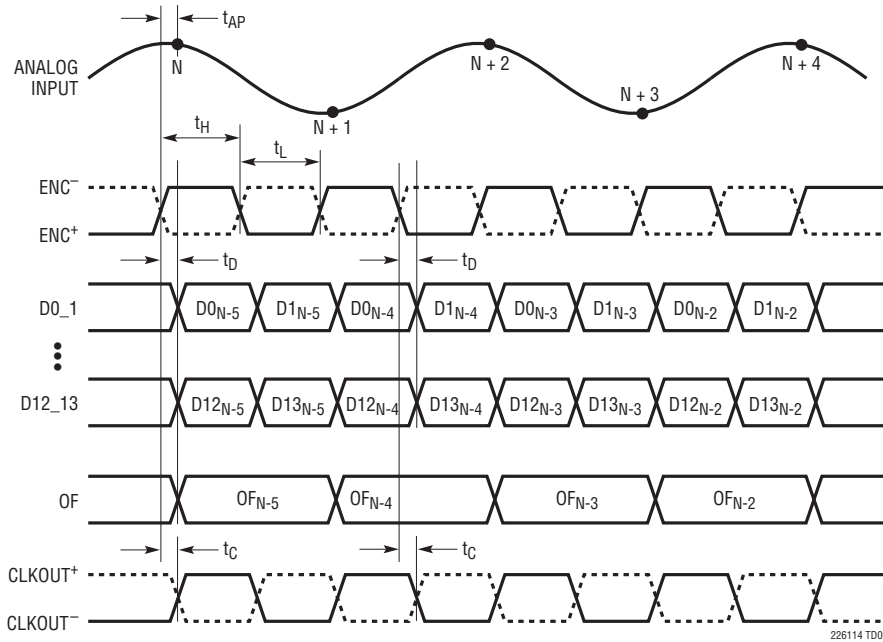 t_AP
ANALOG
INPUT
N
N + 1
N + 2
N + 3
N + 4
t_H
t_L
ENC⁻
ENC⁺
t_D
t_D
D0_1
D0_N-5
D1_N-5
D0_N-4
D1_N-4
D0_N-3
D1_N-3
D0_N-2
D1_N-2
D12_13
D12_N-5
D13_N-5
D12_N-4
D13_N-4
D12_N-3
D13_N-3
D12_N-2
D13_N-2
OF
OF_N-5
OF_N-4
OF_N-3
OF_N-2
t_C
t_C
CLKOUT⁺
CLKOUT⁻
226114 TD0